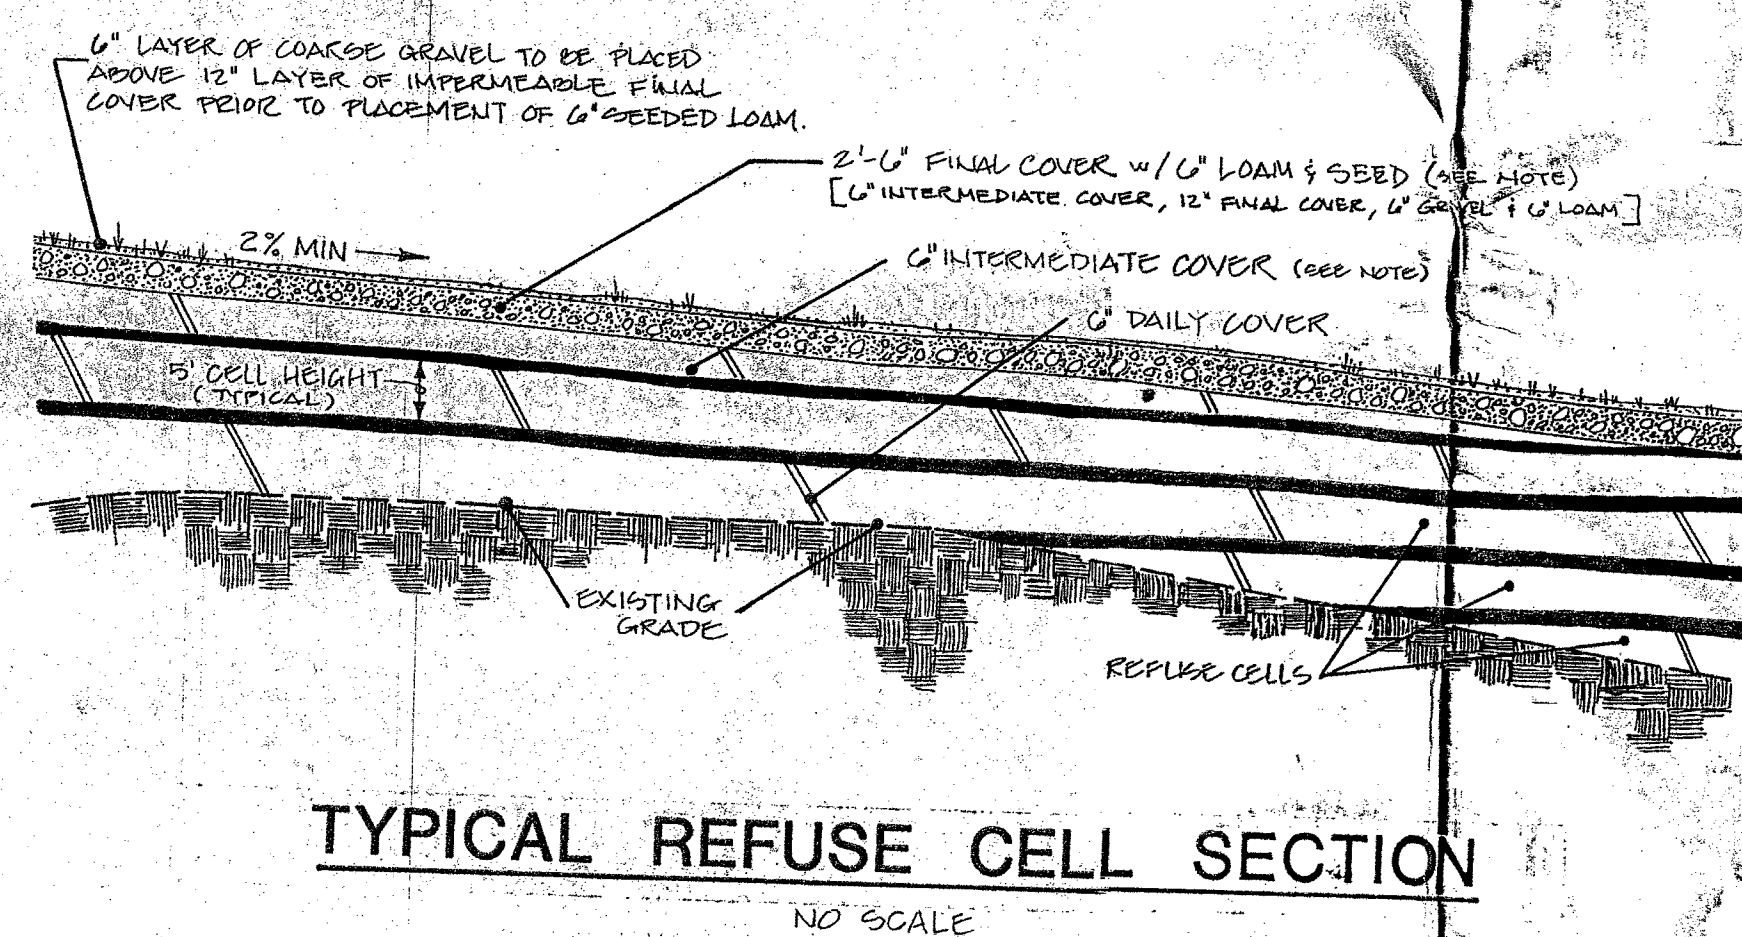 6" LAYER OF COARSE GRAVEL TO BE PLACED
ABOVE 12" LAYER OF IMPERMEABLE FINAL
COVER PRIOR TO PLACEMENT OF 6" SEEDED LOAM.
2'-6" FINAL COVER w/ 6" LOAM & SEED (SEE NOTE)
[6" INTERMEDIATE COVER, 12" FINAL COVER, 6" GRAVEL & 6" LOAM]
2% MIN
6" INTERMEDIATE COVER (SEE NOTE)
6" DAILY COVER
5' CELL HEIGHT
(TYPICAL)
EXISTING
GRADE
REFUSE CELLS
TYPICAL REFUSE CELL SECTION
NO SCALE